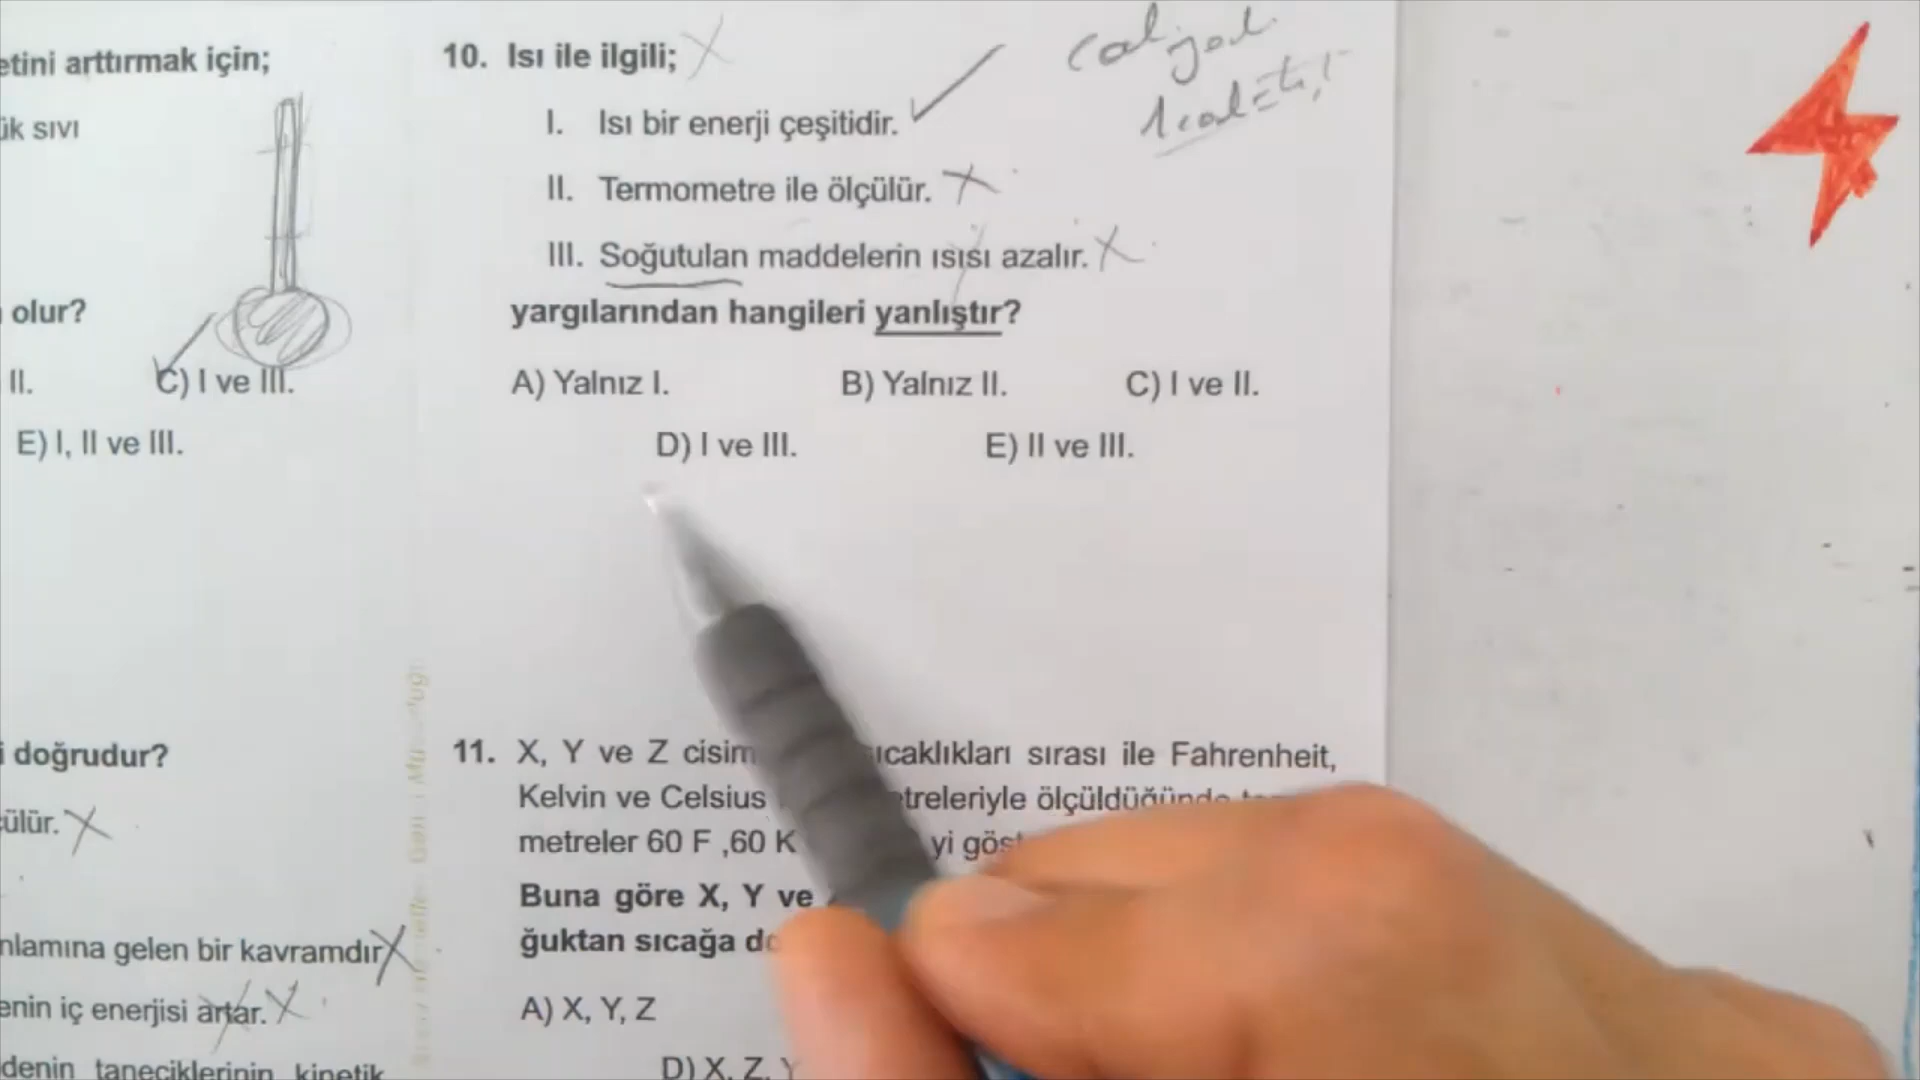 etini arttırmak için;
ük sıvı
olur?
II. C) I ve III.
E) I, II ve III.
i doğrudur?
ülür.
nlamına gelen bir kavramdır
enin iç enerjisi artar.
denin taneciklerinin kinetik
10. Isı ile ilgili;
I. Isı bir enerji çeşitidir.
II. Termometre ile ölçülür.
III. Soğutulan maddelerin ısısı azalır.
yargılarından hangileri yanlıştır?
A) Yalnız I. B) Yalnız II. C) I ve II.
D) I ve III. E) II ve III.
11. X, Y ve Z cisim ıcaklıkları sırası ile Fahrenheit,
Kelvin ve Celsius treleriyle ölçüldüğünde
metreler 60 F ,60 K yi gös
Buna göre X, Y ve
ğuktan sıcağa do
A) X, Y, Z
D) X, Z, Y